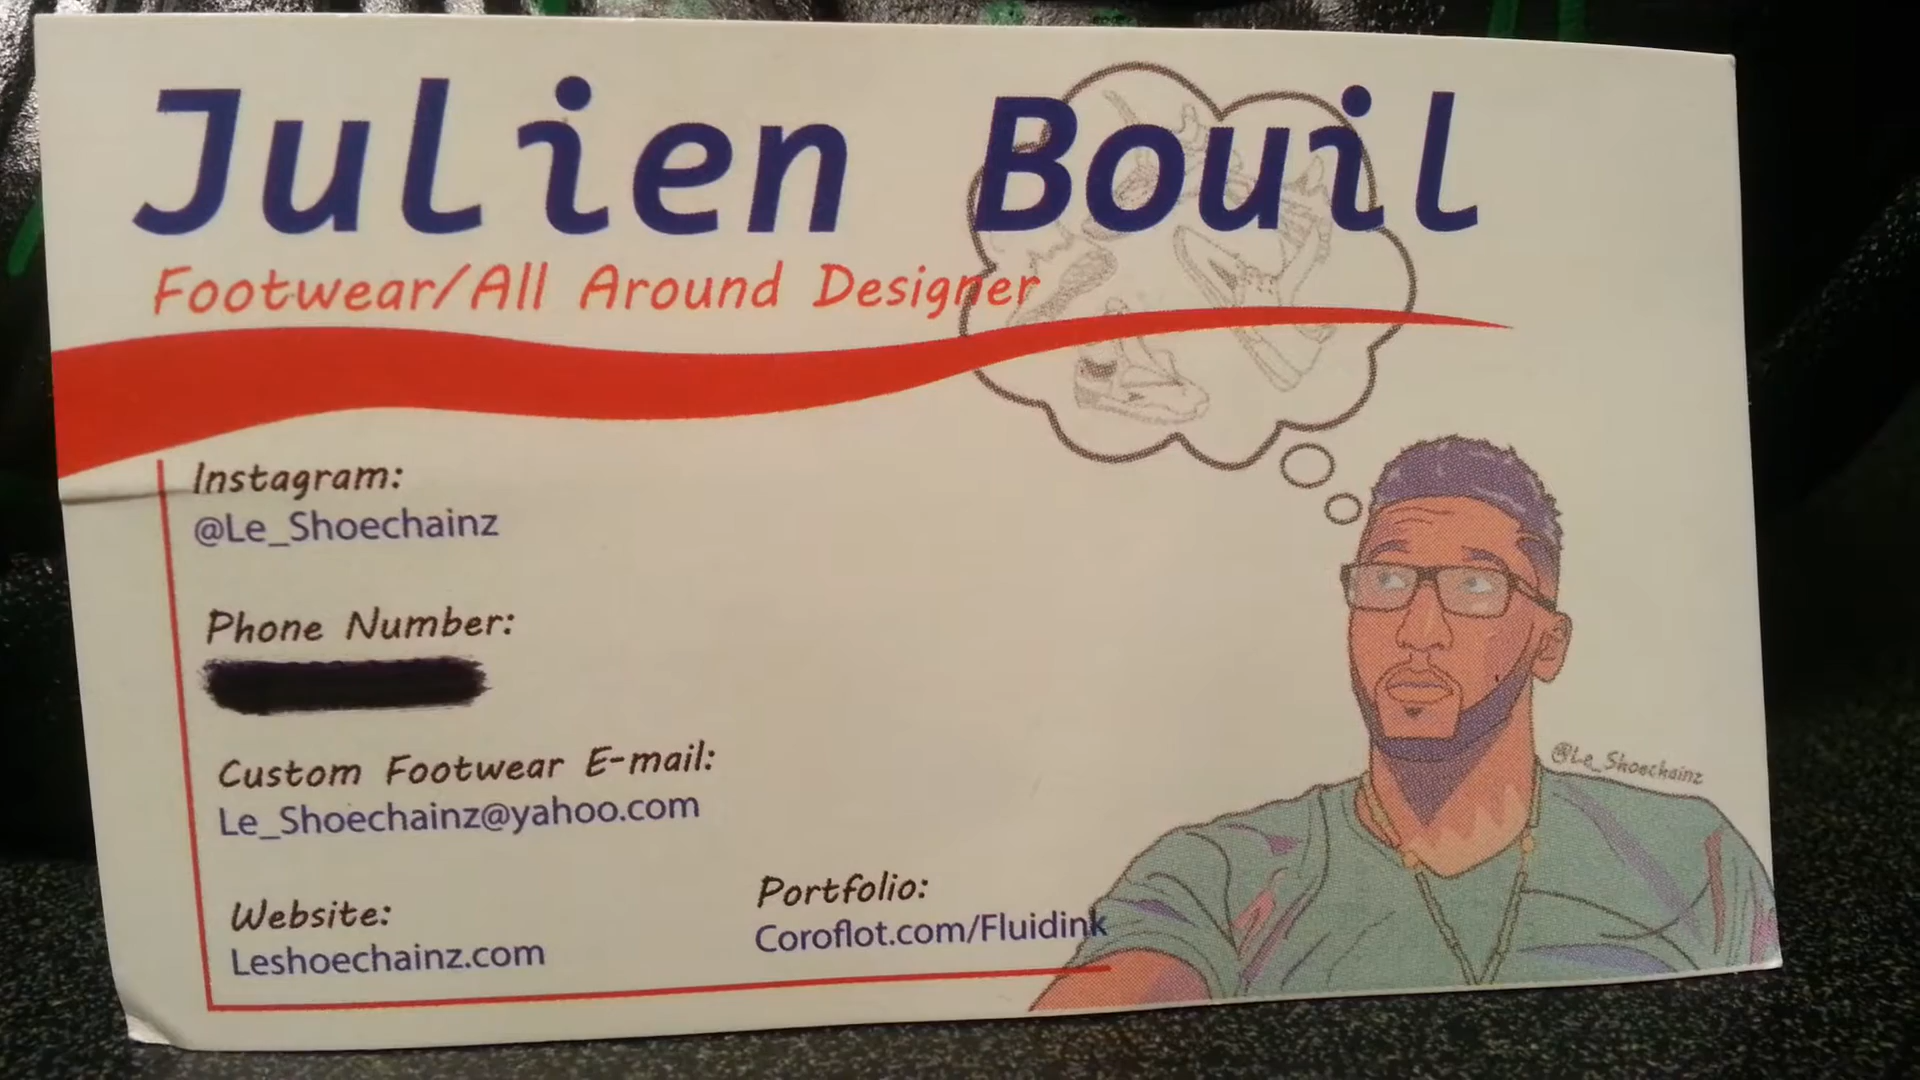 Julien Bouil
Footwear/All Around Designer
Instagram:
@Le_Shoechainz
Phone Number:
Custom Footwear E-mail:
Le_Shoechainz@yahoo.com
Website:
Leshoechainz.com
Portfolio:
Coroflot.com/Fluidink
@Le_Shoechainz